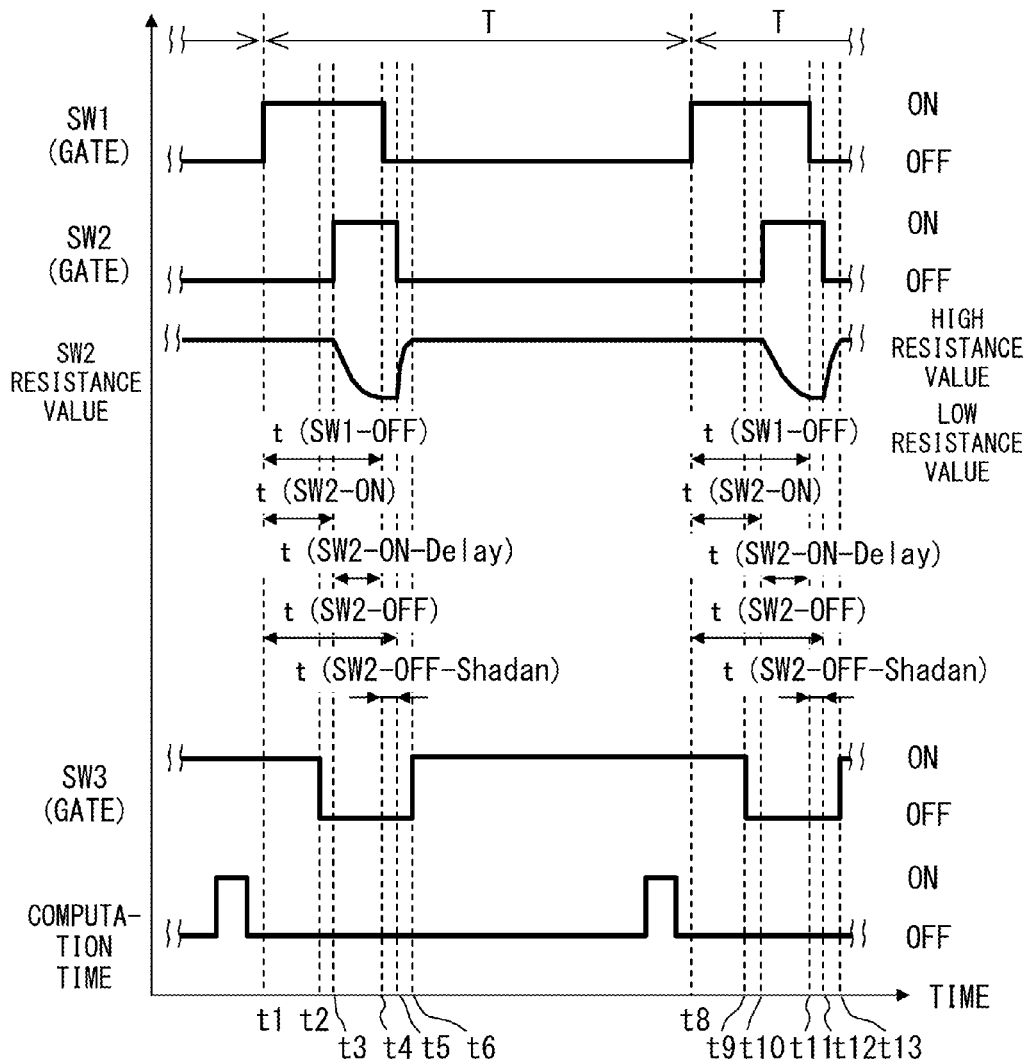 T
T
SW1
(GATE)
ON
OFF
SW2
(GATE)
ON
OFF
SW2
RESISTANCE
VALUE
HIGH
RESISTANCE
VALUE
LOW
RESISTANCE
VALUE
t (SW1-OFF)
t (SW1-OFF)
t (SW2-ON)
t (SW2-ON)
t (SW2-ON-Delay)
t (SW2-ON-Delay)
t (SW2-OFF)
t (SW2-OFF)
t (SW2-OFF-Shadan)
t (SW2-OFF-Shadan)
SW3
(GATE)
ON
OFF
COMPUTA-
TION
TIME
ON
OFF
TIME
t1 t2 t3 t4 t5 t6 t8 t9 t10 t11 t12 t13